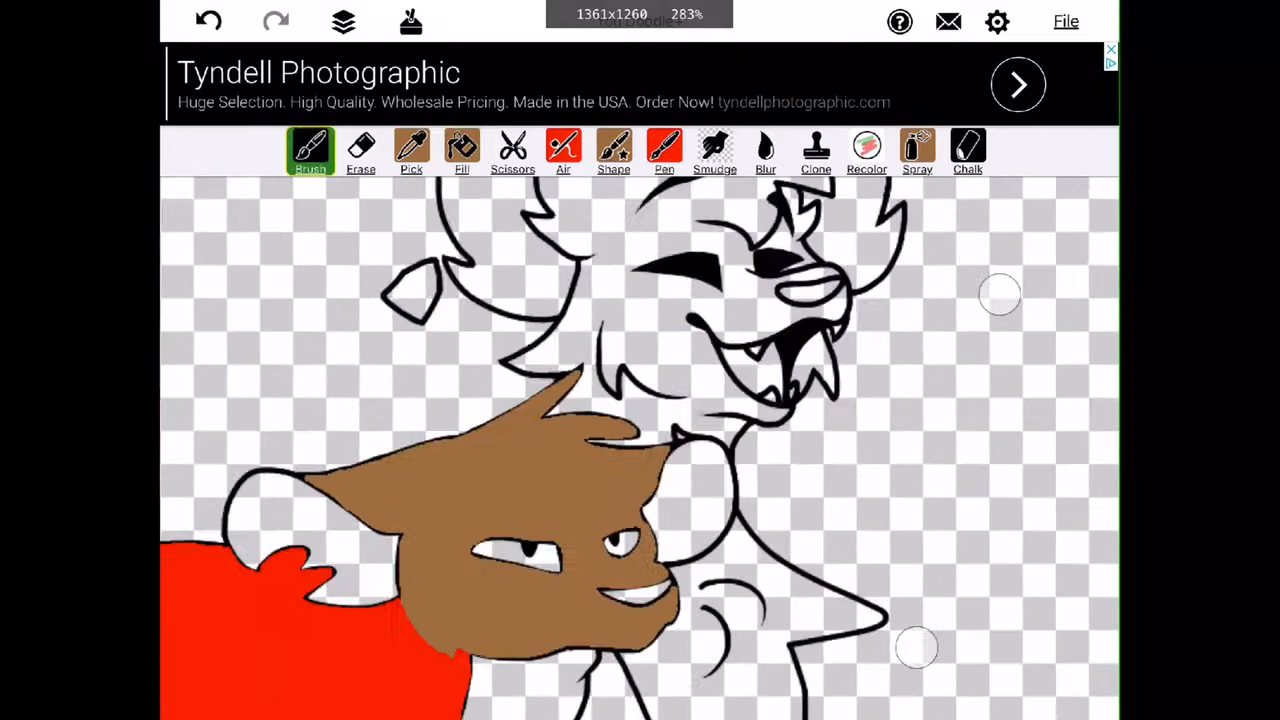 1361x1260 283%
File
Tyndell Photographic
Huge Selection. High Quality. Wholesale Pricing. Made in the USA. Order Now! tyndellphotographic.com
Brush Erase Pick Fill Scissors Air Shape Pen Smudge Blur Clone Recolor Spray Chalk